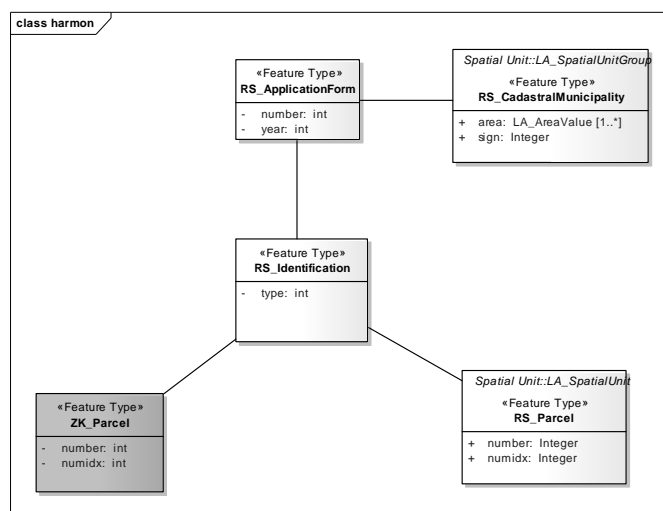 class harmon
«Feature Type»
RS_ApplicationForm
- number: int
- year: int
Spatial Unit::LA_SpatialUnitGroup
«Feature Type»
RS_CadastralMunicipality
+ area: LA_AreaValue [1..*]
+ sign: Integer
«Feature Type»
RS_Identification
- type: int
«Feature Type»
ZK_Parcel
- number: int
- numidx: int
Spatial Unit::LA_SpatialUnit
«Feature Type»
RS_Parcel
+ number: Integer
+ numidx: Integer